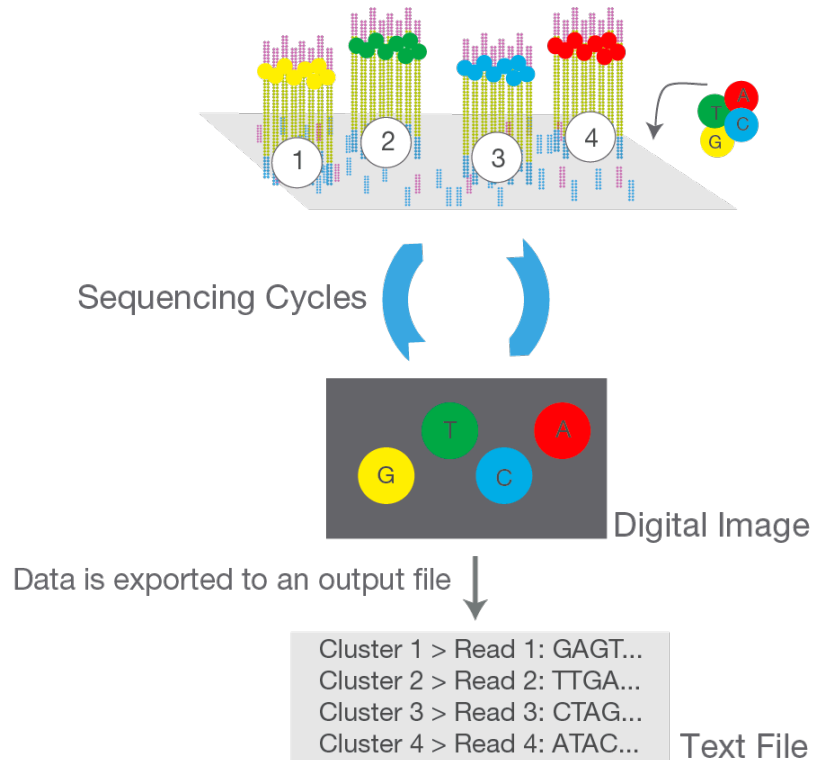 1
2
3
4
A
T
C
G
Sequencing Cycles
T
A
G
C
Digital Image
Data is exported to an output file
Cluster 1 > Read 1: GAGT...
Cluster 2 > Read 2: TTGA...
Cluster 3 > Read 3: CTAG...
Cluster 4 > Read 4: ATAC...
Text File